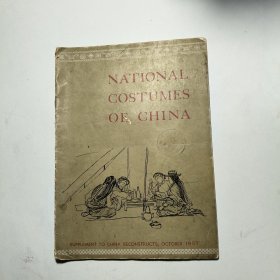 NATIONAL
COSTUMES
OF CHINA
SUPPLEMENT TO CHINA RECONSTRUCTS, OCTOBER